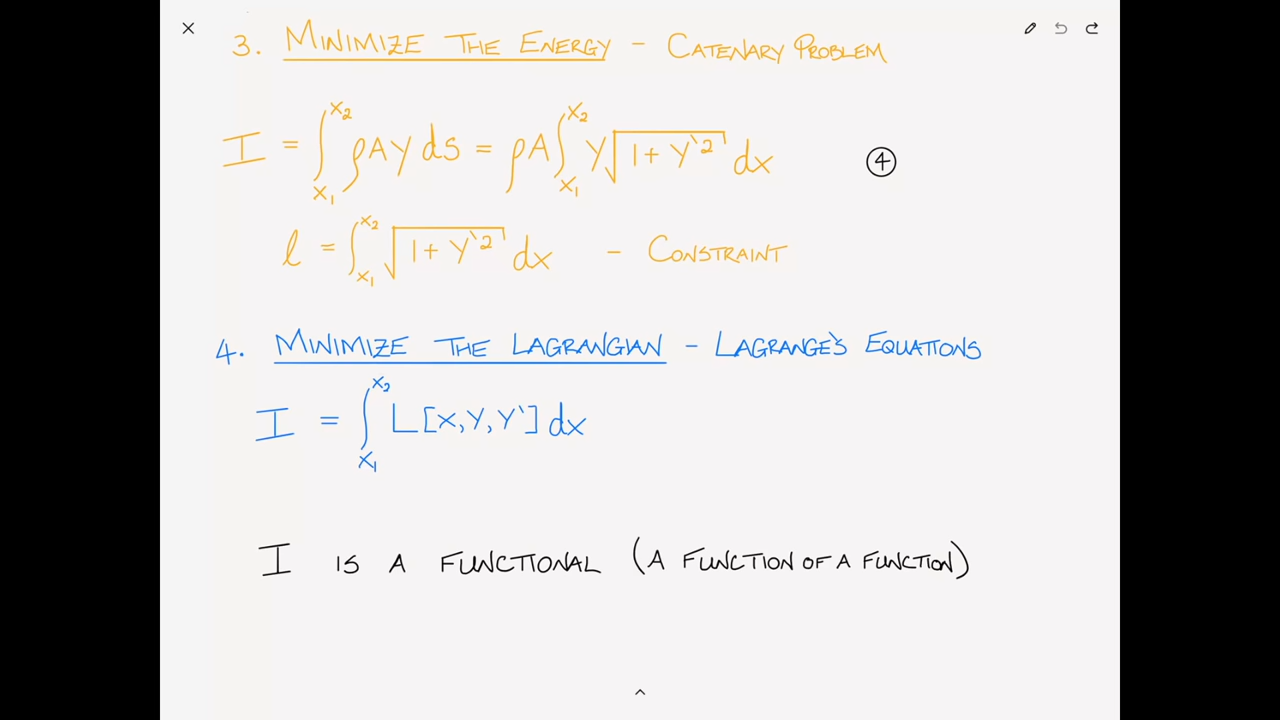 3. MINIMIZE THE ENERGY - CATENARY PROBLEM
I = ∫_{x₁}^{x₂} ρAy ds = ρA ∫_{x₁}^{x₂} y√(1 + y'²) dx ④
l = ∫_{x₁}^{x₂} √(1 + y'²) dx - CONSTRAINT
4. MINIMIZE THE LAGRANGIAN - LAGRANGE'S EQUATIONS
I = ∫_{x₁}^{x₂} L[x, y, y'] dx
I IS A FUNCTIONAL (A FUNCTION OF A FUNCTION)